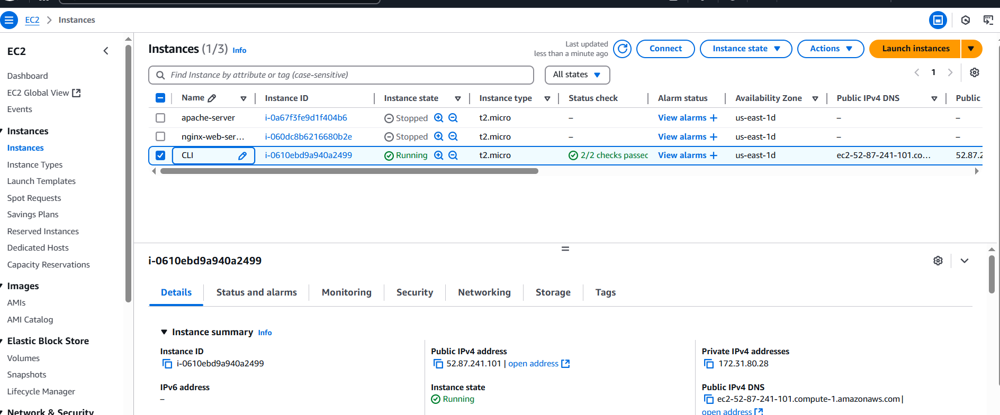 EC2 > Instances
EC2
Dashboard
EC2 Global View
Events
Instances
Instances
Instance Types
Launch Templates
Spot Requests
Savings Plans
Reserved Instances
Dedicated Hosts
Capacity Reservations
Images
AMIs
AMI Catalog
Elastic Block Store
Volumes
Snapshots
Lifecycle Manager
Network & Security
Instances (1/3) Info
Last updated
less than a minute ago
Connect
Instance state
Actions
Launch instances
Find Instance by attribute or tag (case-sensitive)
All states
1
Name Instance ID Instance state Instance type Status check Alarm status Availability Zone Public IPv4 DNS Public
apache-server i-0a67f3fe9d1f404b6 Stopped t2.micro – View alarms + us-east-1d – –
nginx-web-ser... i-060dc8b6216680b2e Stopped t2.micro – View alarms + us-east-1d – –
CLI i-0610ebd9a940a2499 Running t2.micro 2/2 checks passed View alarms + us-east-1d ec2-52-87-241-101.co... 52.87.2
i-0610ebd9a940a2499
Details
Status and alarms
Monitoring
Security
Networking
Storage
Tags
Instance summary Info
Instance ID
i-0610ebd9a940a2499
Public IPv4 address
52.87.241.101 | open address
Private IPv4 addresses
172.31.80.28
IPv6 address
–
Instance state
Running
Public IPv4 DNS
ec2-52-87-241-101.compute-1.amazonaws.com |
open address